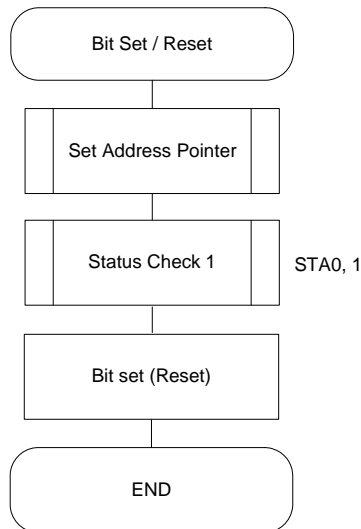 Bit Set / Reset
Set Address Pointer
Status Check 1
STA0, 1
Bit set (Reset)
END